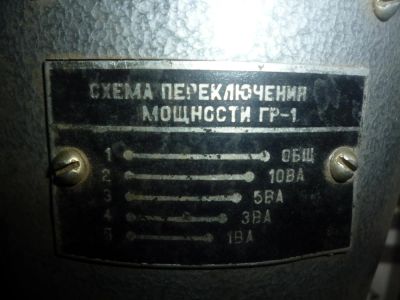 СХЕМА ПЕРЕКЛЮЧЕНИЯ
МОЩНОСТИ ГР-1
1 ОБЩ
2 10ВА
3 5ВА
4 3ВА
5 1ВА